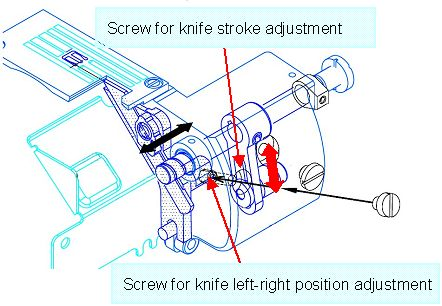 Screw for knife stroke adjustment
Screw for knife left-right position adjustment